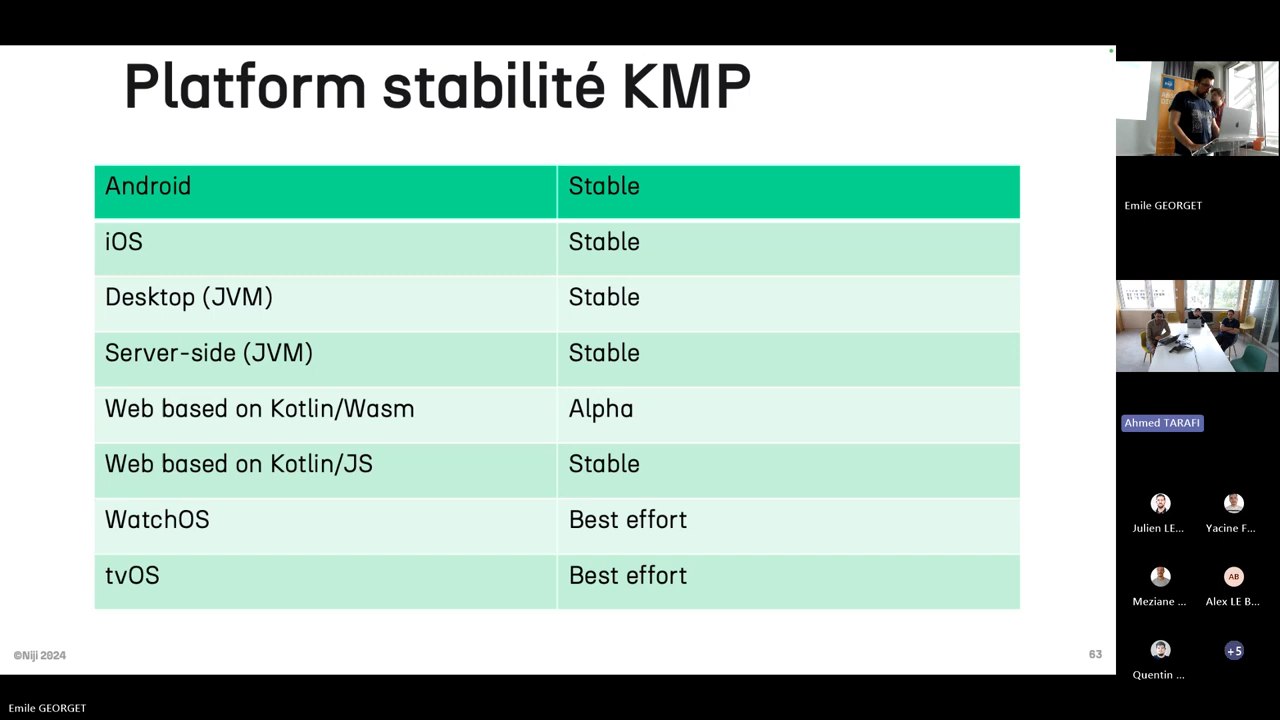 Platform stabilité KMP
Android Stable
iOS Stable
Desktop (JVM) Stable
Server-side (JVM) Stable
Web based on Kotlin/Wasm Alpha
Web based on Kotlin/JS Stable
WatchOS Best effort
tvOS Best effort
©Niji 2024
63
Emile GEORGET
Ahmed TARAFI
Julien LE...
Yacine F...
Meziane ...
AB
Alex LE B...
Quentin ...
+5
Emile GEORGET